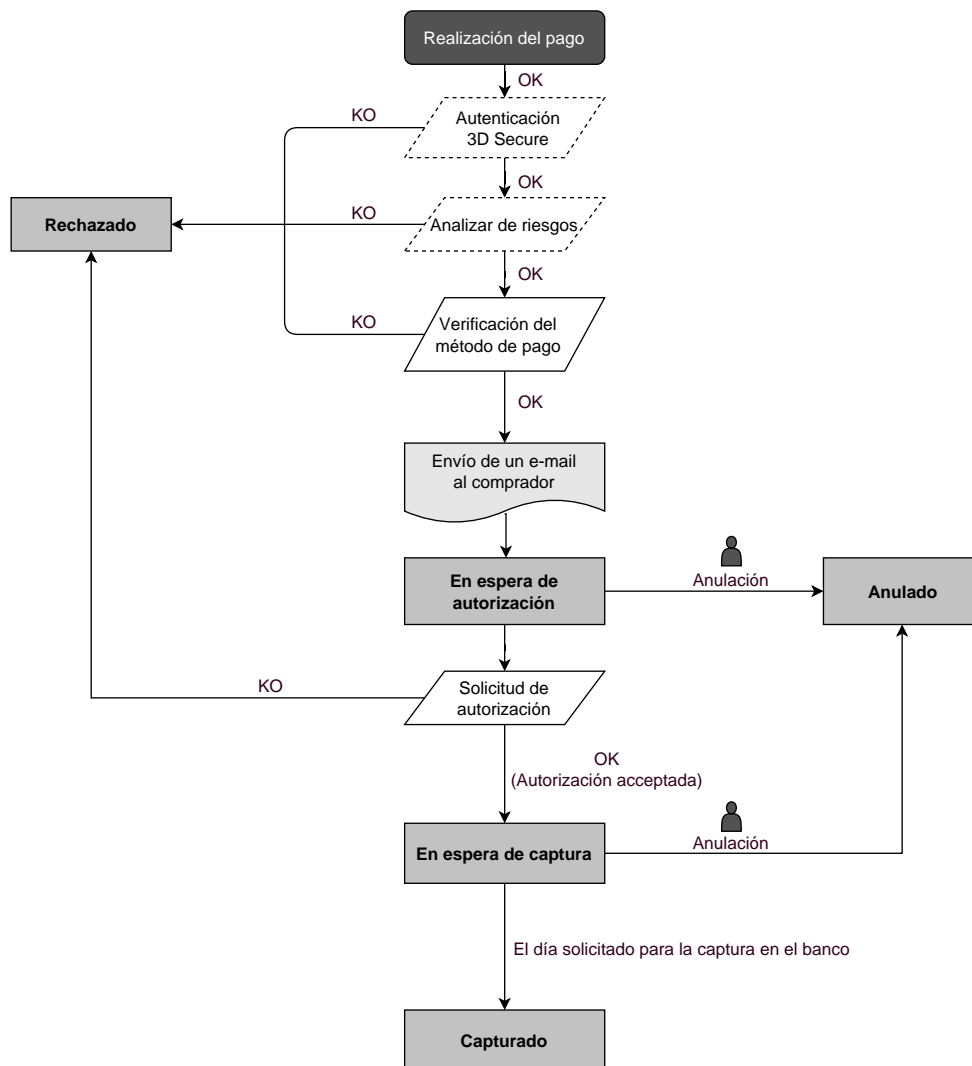 Realización del pago
OK
KO
Autenticación
3D Secure
OK
Rechazado
KO
Analizar de riesgos
OK
KO
Verificación del
método de pago
OK
Envío de un e-mail
al comprador
En espera de
autorización
Anulación
Anulado
KO
Solicitud de
autorización
OK
(Autorización acceptada)
En espera de captura
Anulación
El día solicitado para la captura en el banco
Capturado